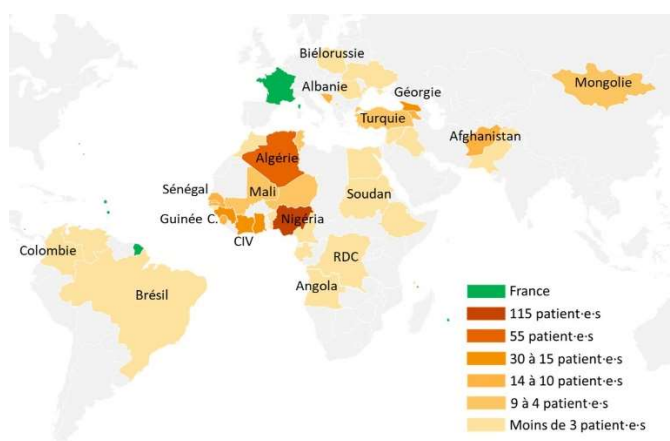 Biélorussie
Albanie
Géorgie
Mongolie
Turquie
Afghanistan
Algérie
Sénégal
Mali
Soudan
Guinée C.
Nigéria
CIV
Colombie
RDC
Brésil
Angola
France
115 patient·e·s
55 patient·e·s
30 à 15 patient·e·s
14 à 10 patient·e·s
9 à 4 patient·e·s
Moins de 3 patient·e·s